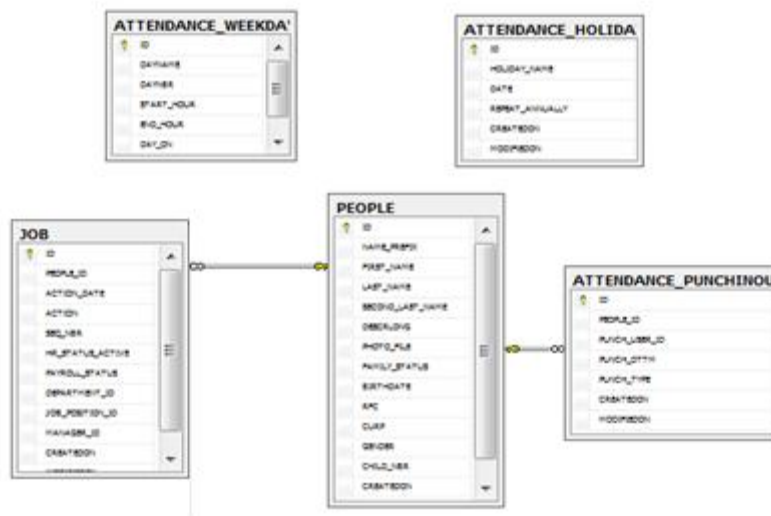 ATTENDANCE_WEEKDA
ID
DAYNAME
DAYNBR
START_HOUR
END_HOUR
DAY_ON
ATTENDANCE_HOLIDA
ID
HOLIDAY_NAME
DATE
REPEAT_ANNUALLY
CREATEDON
MODIFIEDON
JOB
ID
PEOPLE_ID
ACTION_DATE
ACTION
SEQ_NBR
HR_STATUS_ACTIVE
PAYROLL_STATUS
DEPARTMENT_ID
JOB_POSITION_ID
MANAGER_ID
CREATEDON
PEOPLE
ID
NAME_PREFIX
FIRST_NAME
LAST_NAME
SECOND_LAST_NAME
DESCRLONG
PHOTO_FILE
FAMILY_STATUS
BIRTHDATE
RFC
CURP
GENDER
CHILD_NBR
CREATEDON
ATTENDANCE_PUNCHINOU
ID
PEOPLE_ID
PUNCH_USER_ID
PUNCH_DTTM
PUNCH_TYPE
CREATEDON
MODIFIEDON